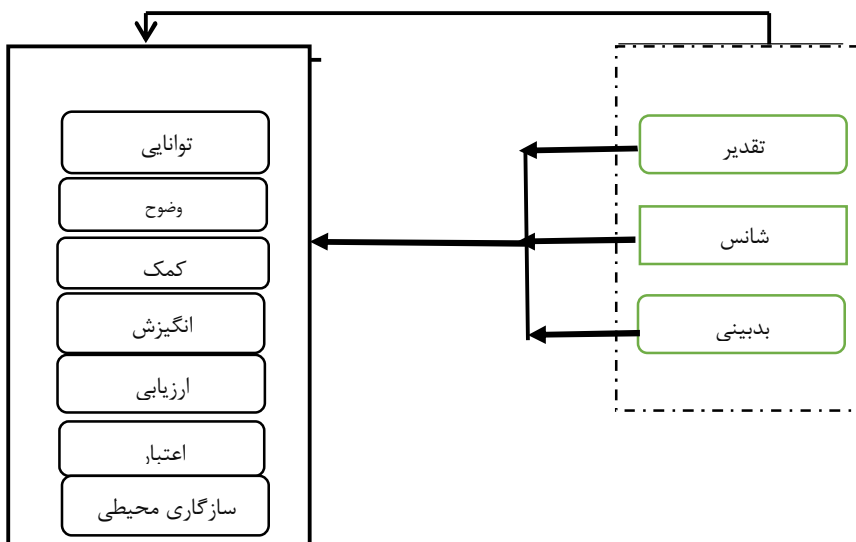 تقدیر
شانس
بدبینی
توانایی
وضوح
کمک
انگیزش
ارزیابی
اعتبار
سازگاری محیطی